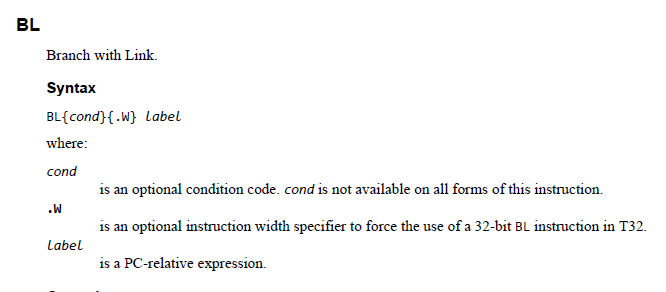 BL
Branch with Link.
Syntax
BL{cond}{.W} label
where:
cond
is an optional condition code. cond is not available on all forms of this instruction.
.W
is an optional instruction width specifier to force the use of a 32-bit BL instruction in T32.
label
is a PC-relative expression.